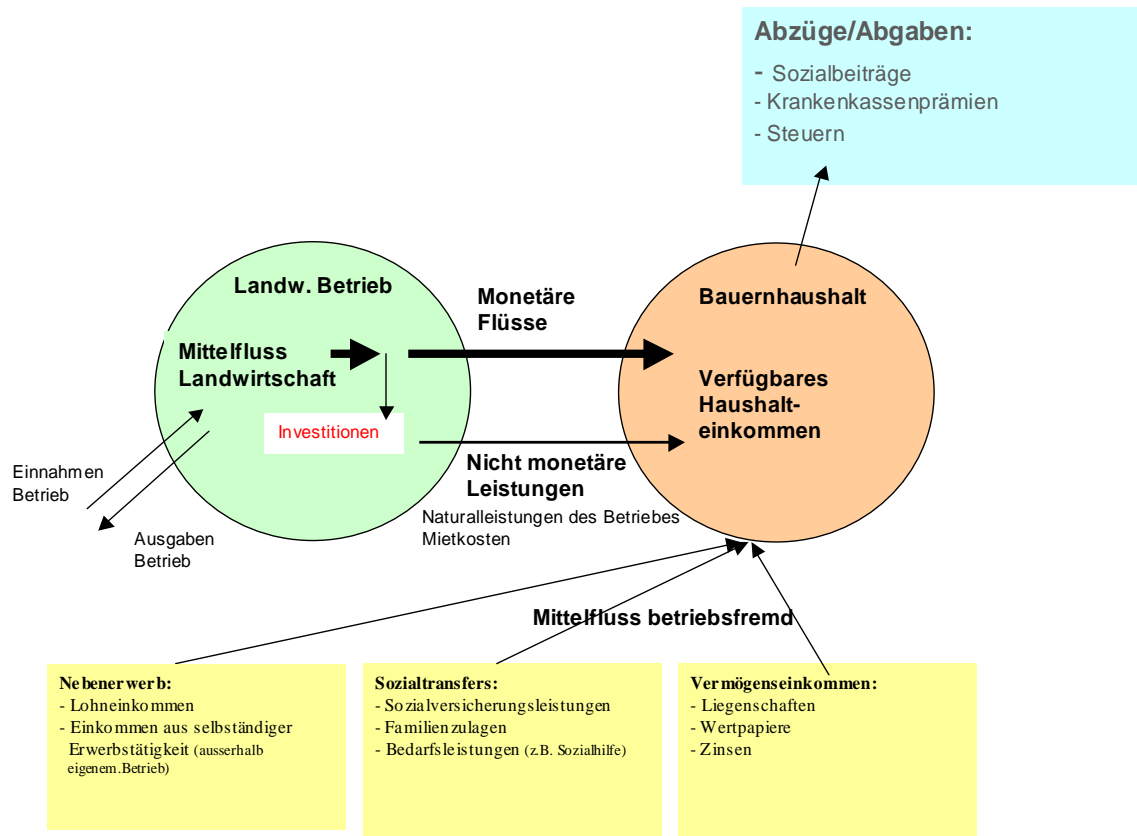 Abzüge/Abgaben:
- Sozialbeiträge
- Krankenkassenprämien
- Steuern
Landw. Betrieb
Monetäre
Flüsse
Bauernhaushalt
Mittelfluss
Landwirtschaft
Verfügbares
Haushalt-
einkommen
Investitionen
Einnahmen
Betrieb
Nicht monetäre
Leistungen
Naturalleistungen des Betriebes
Mietkosten
Ausgaben
Betrieb
Mittelfluss betriebsfremd
Nebenerwerb:
- Lohneinkommen
- Einkommen aus selbständiger
Erwerbstätigkeit (ausserhalb
eigenem.Betrieb)
Sozialtransfers:
- Sozialversicherungsleistungen
- Familienzulagen
- Bedarfsleistungen (z.B. Sozialhilfe)
Vermögenseinkommen:
- Liegenschaften
- Wertpapiere
- Zinsen